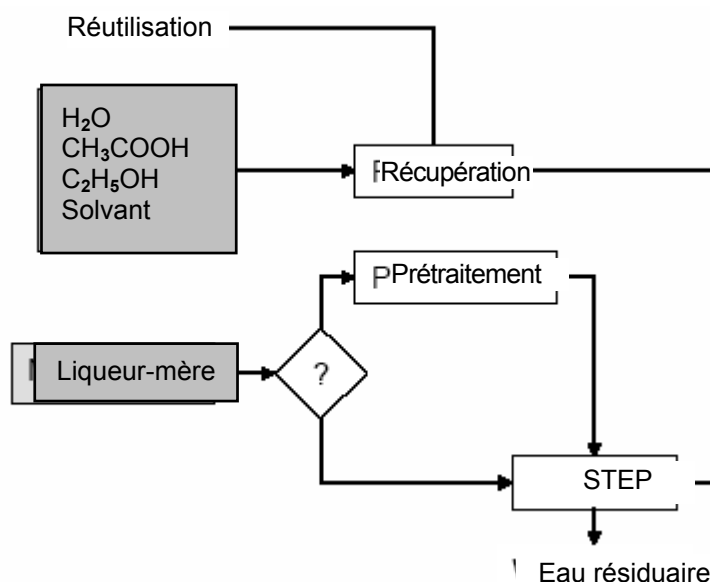 Réutilisation
H₂O
CH₃COOH
C₂H₅OH
Solvant
Récupération
Prétraitement
Liqueur-mère
?
STEP
Eau résiduaire